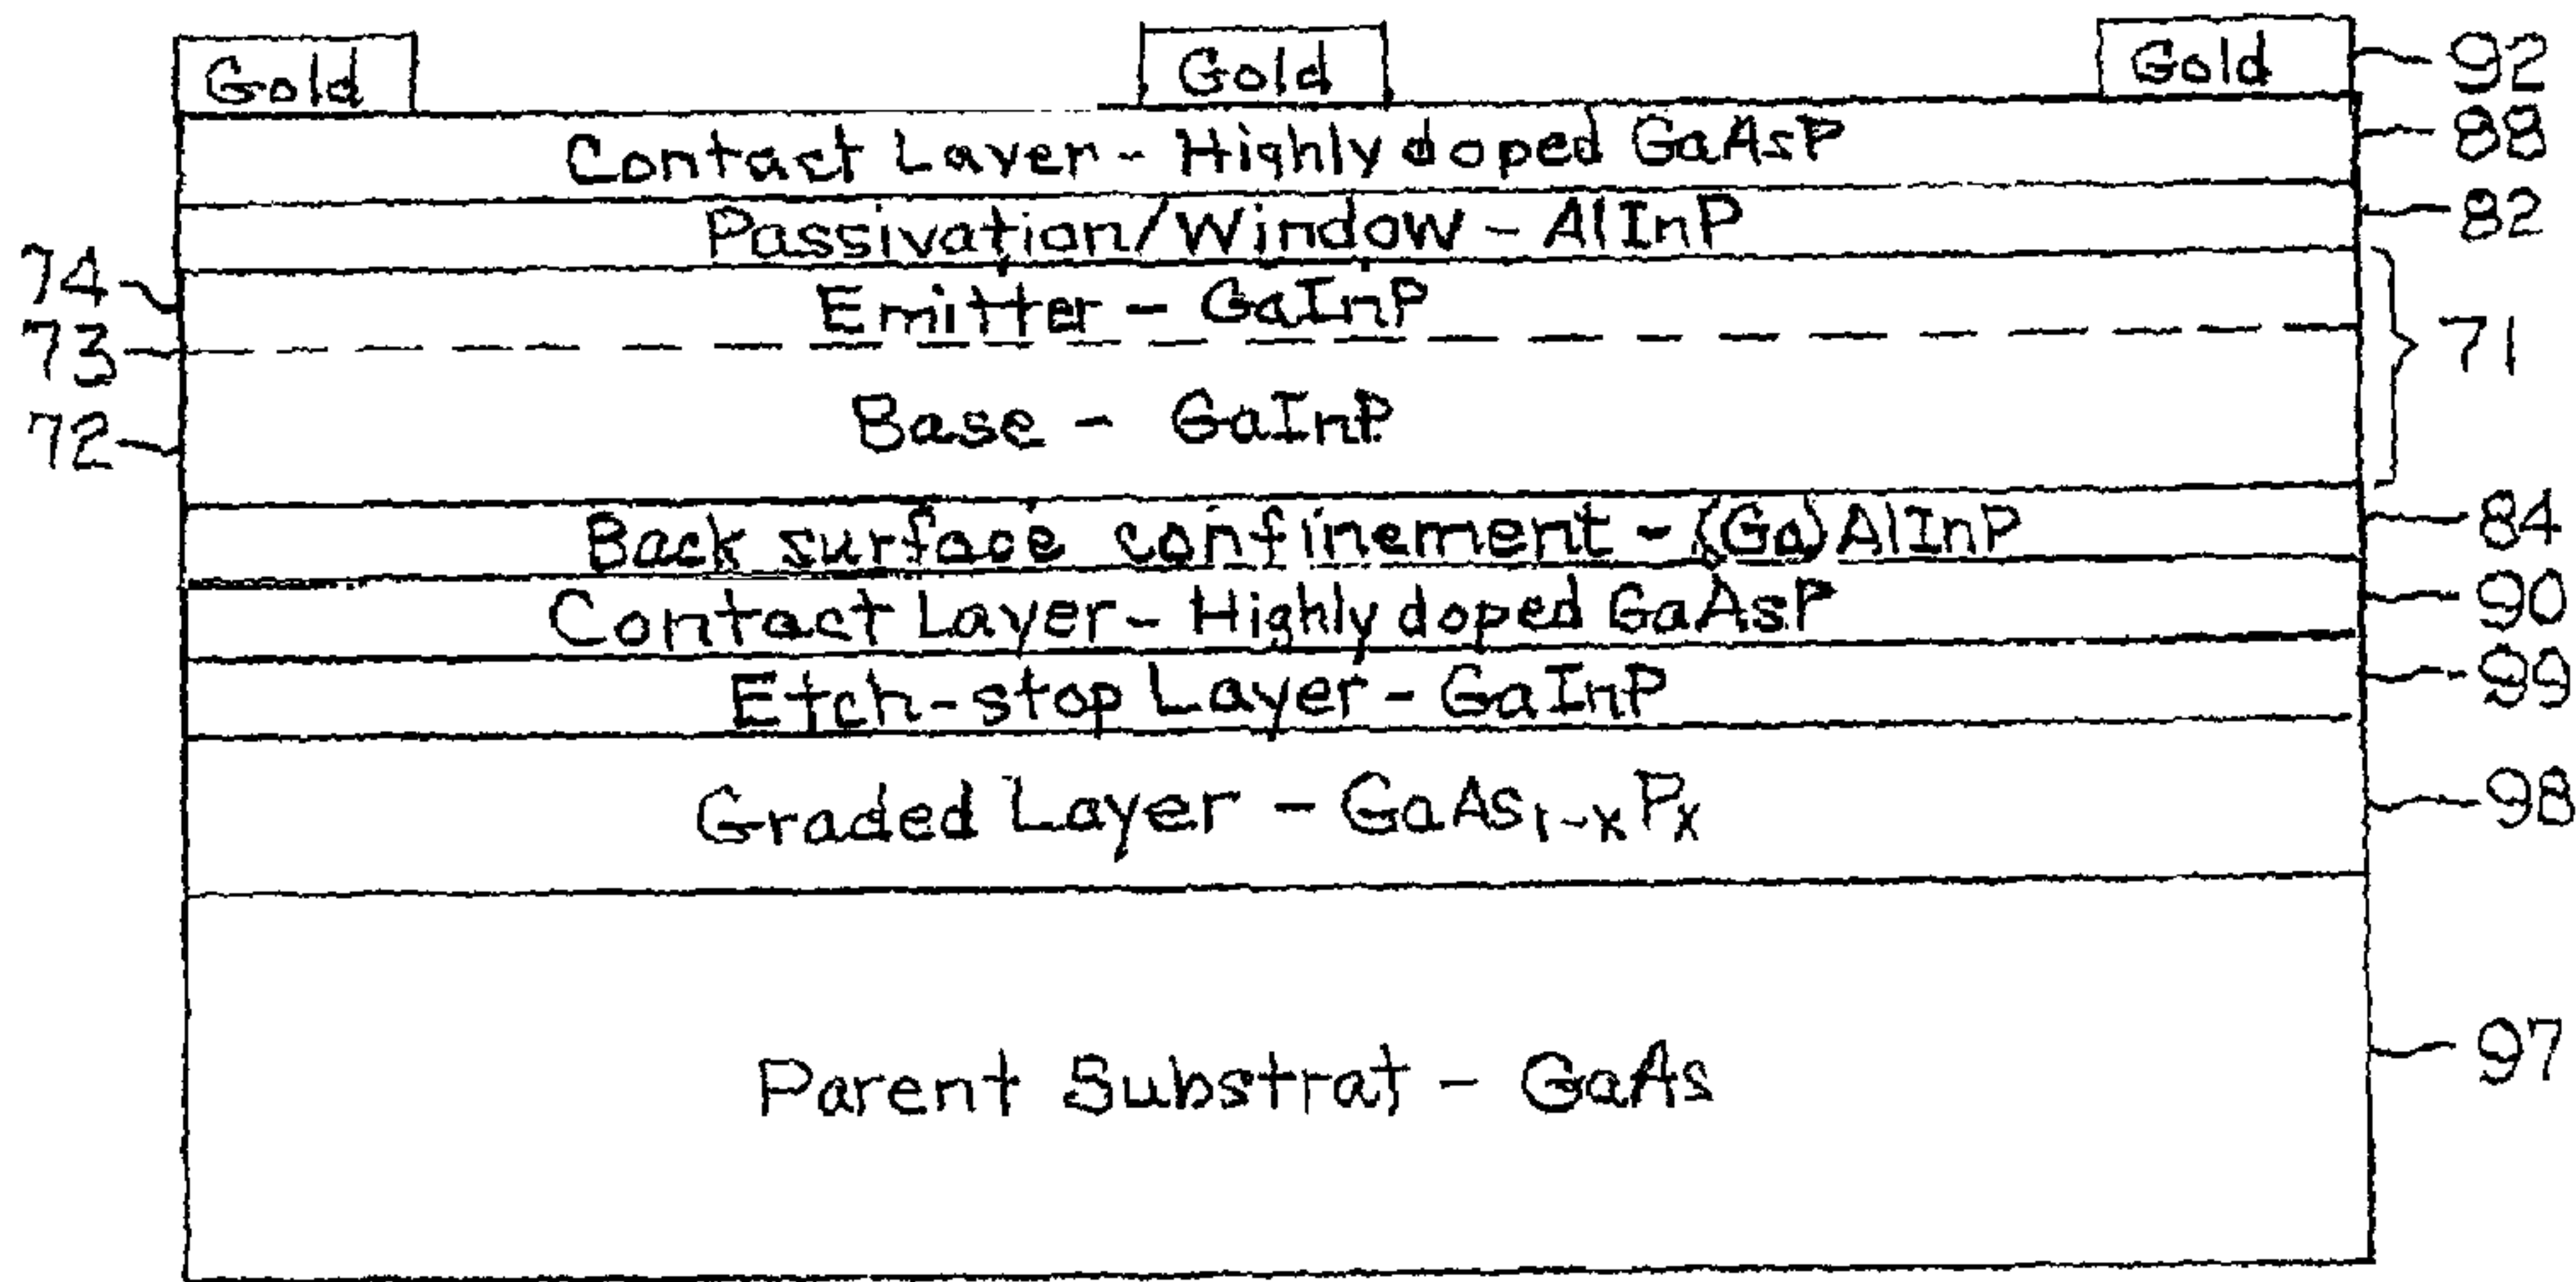 Gold Gold Gold 92
Contact Layer - Highly doped GaAsP 88
Passivation/Window - AlInP 82
74 Emitter - GaInP
73 71
72 Base - GaInP
Back surface confinement - (Ga)AlInP 84
Contact Layer - Highly doped GaAsP 90
Etch-stop Layer - GaInP 99
Graded Layer - GaAs₁₋ₓPₓ 98
Parent Substrat - GaAs 97